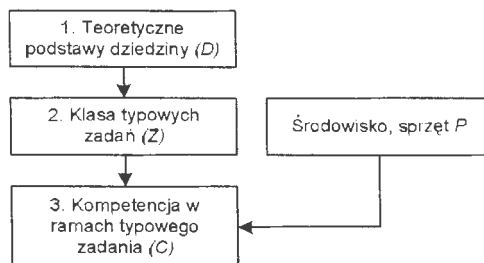 1. Teoretyczne
podstawy dziedziny (D)
2. Klasa typowych
zadań (Z)
Środowisko, sprzęt P
3. Kompetencja w
ramach typowego
zadania (C)